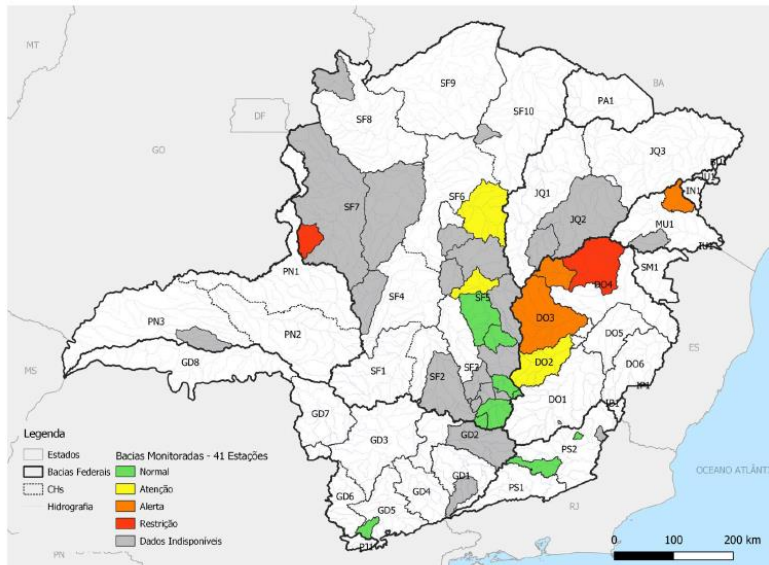 MT
BA
DF
GO
SF9
SF10
PA1
SF8
JQ3
JQ1
IN1
SF6
SF7
JQ2
MU1
PN1
SM1
DO4
SF4
SF5
DO3
PN3
PN2
DO5
ES
MS
GD8
SF1
SF2
SF3
DO2
DO6
DO1
GD7
GD2
GD3
PS2
GD1
GD6
GD5
GD4
PS1
RJ
PJ1
PN
OCEANO ATLÂNT
Legenda
Estados
Bacias Federais
CHs
Hidrografia
Bacias Monitoradas - 41 Estações
Normal
Atenção
Alerta
Restrição
Dados Indisponíveis
0 100 200 km